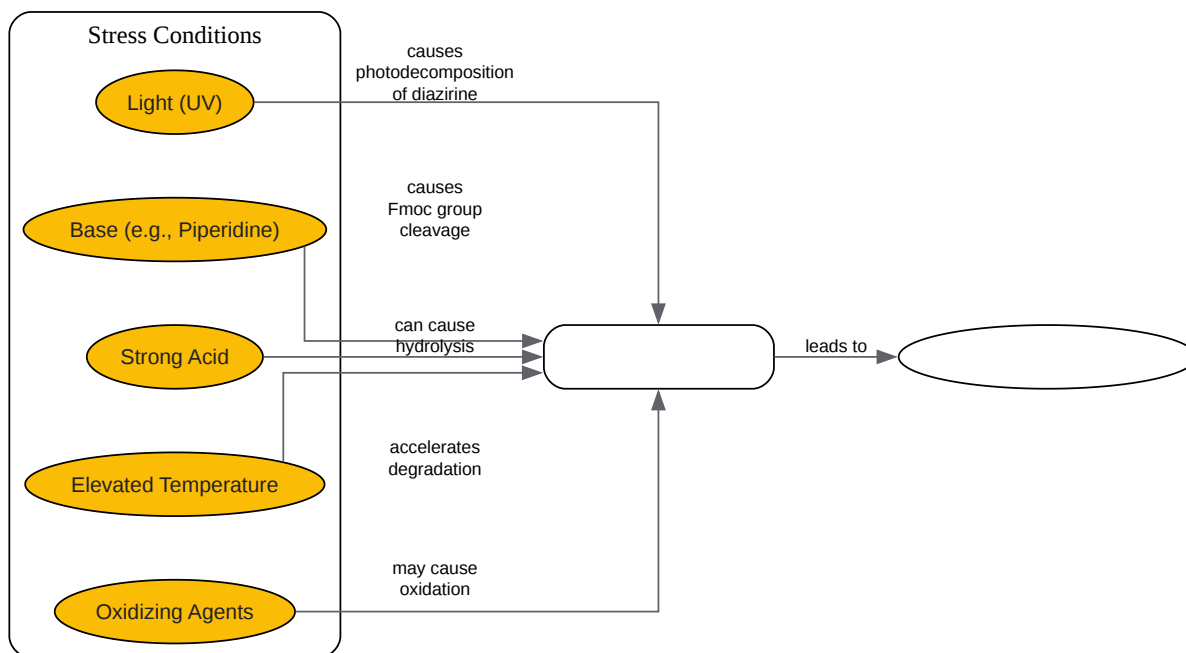 Stress Conditions
Light (UV)
causes
photodecomposition
of diazirine
Base (e.g., Piperidine)
causes
Fmoc group
cleavage
Strong Acid
can cause
hydrolysis
leads to
Elevated Temperature
accelerates
degradation
Oxidizing Agents
may cause
oxidation